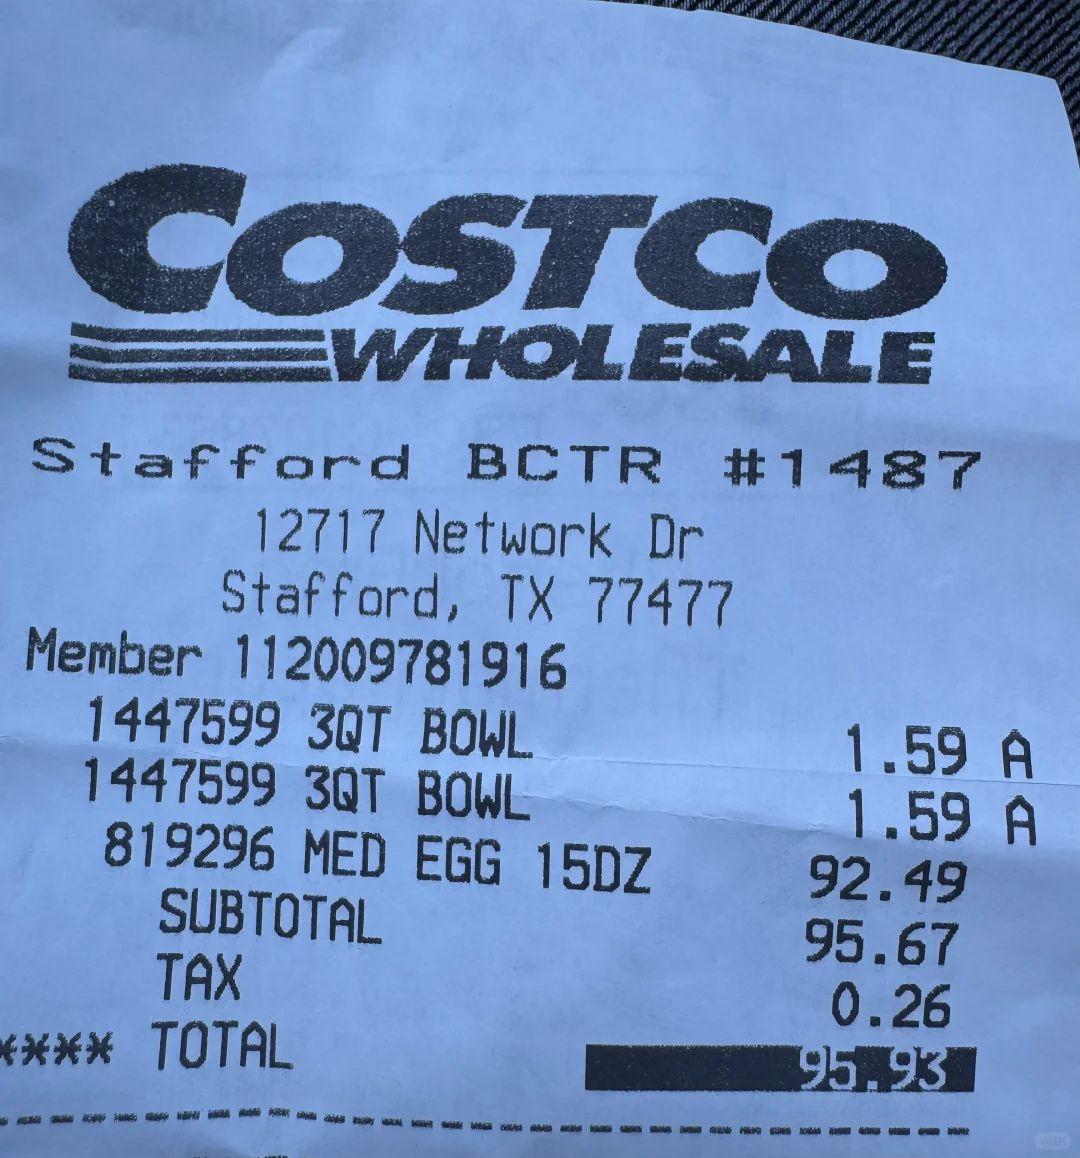 COSTCO
WHOLESALE
Stafford BCTR #1487
12717 Network Dr
Stafford, TX 77477
Member 112009781916
1447599 3QT BOWL 1.59 A
1447599 3QT BOWL 1.59 A
819296 MED EGG 15DZ 92.49
SUBTOTAL 95.67
TAX 0.26
**** TOTAL 95.93